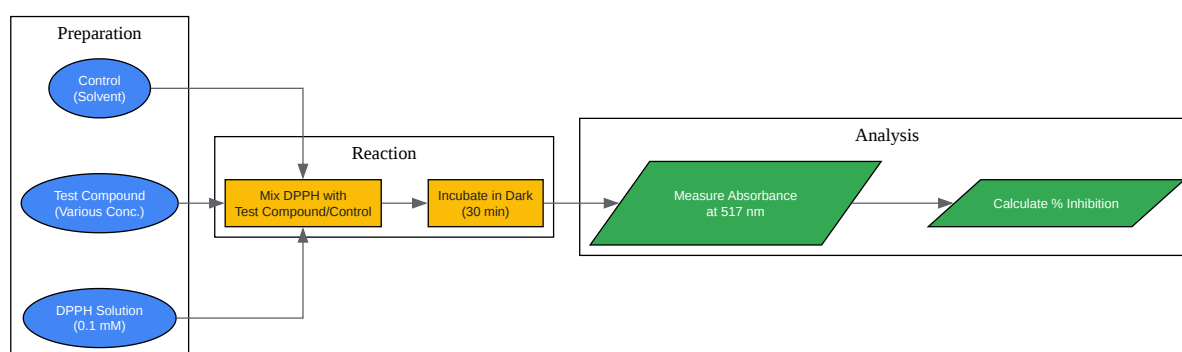 Preparation
Control
(Solvent)
Test Compound
(Various Conc.)
DPPH Solution
(0.1 mM)
Reaction
Mix DPPH with
Test Compound/Control
Incubate in Dark
(30 min)
Analysis
Measure Absorbance
at 517 nm
Calculate % Inhibition